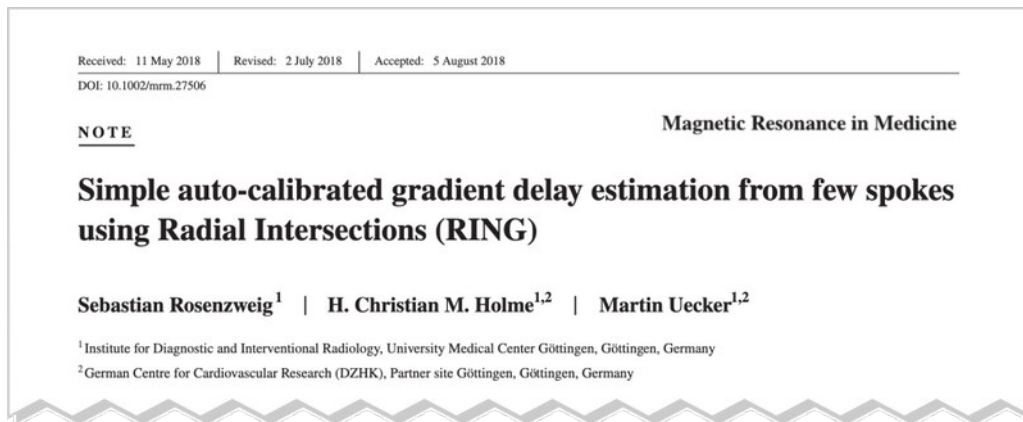 Received: 11 May 2018 | Revised: 2 July 2018 | Accepted: 5 August 2018
DOI: 10.1002/mrm.27506
NOTE
Magnetic Resonance in Medicine
Simple auto-calibrated gradient delay estimation from few spokes
using Radial Intersections (RING)
Sebastian Rosenzweig¹ | H. Christian M. Holme¹,² | Martin Uecker¹,²
¹Institute for Diagnostic and Interventional Radiology, University Medical Center Göttingen, Göttingen, Germany
²German Centre for Cardiovascular Research (DZHK), Partner site Göttingen, Göttingen, Germany